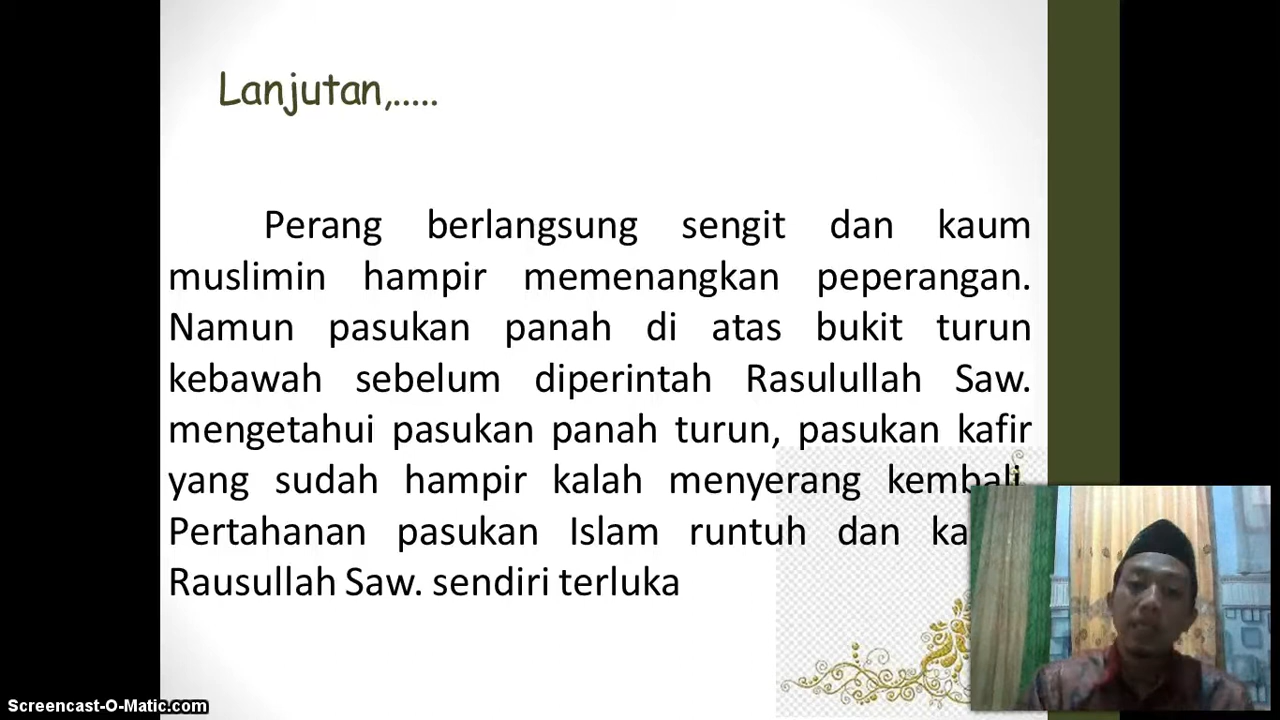 Lanjutan,.....
Perang berlangsung sengit dan kaum
muslimin hampir memenangkan peperangan.
Namun pasukan panah di atas bukit turun
kebawah sebelum diperintah Rasulullah Saw.
mengetahui pasukan panah turun, pasukan kafir
yang sudah hampir kalah menyerang kembali.
Pertahanan pasukan Islam runtuh dan
Rausullah Saw. sendiri terluka
Screencast-O-Matic.com